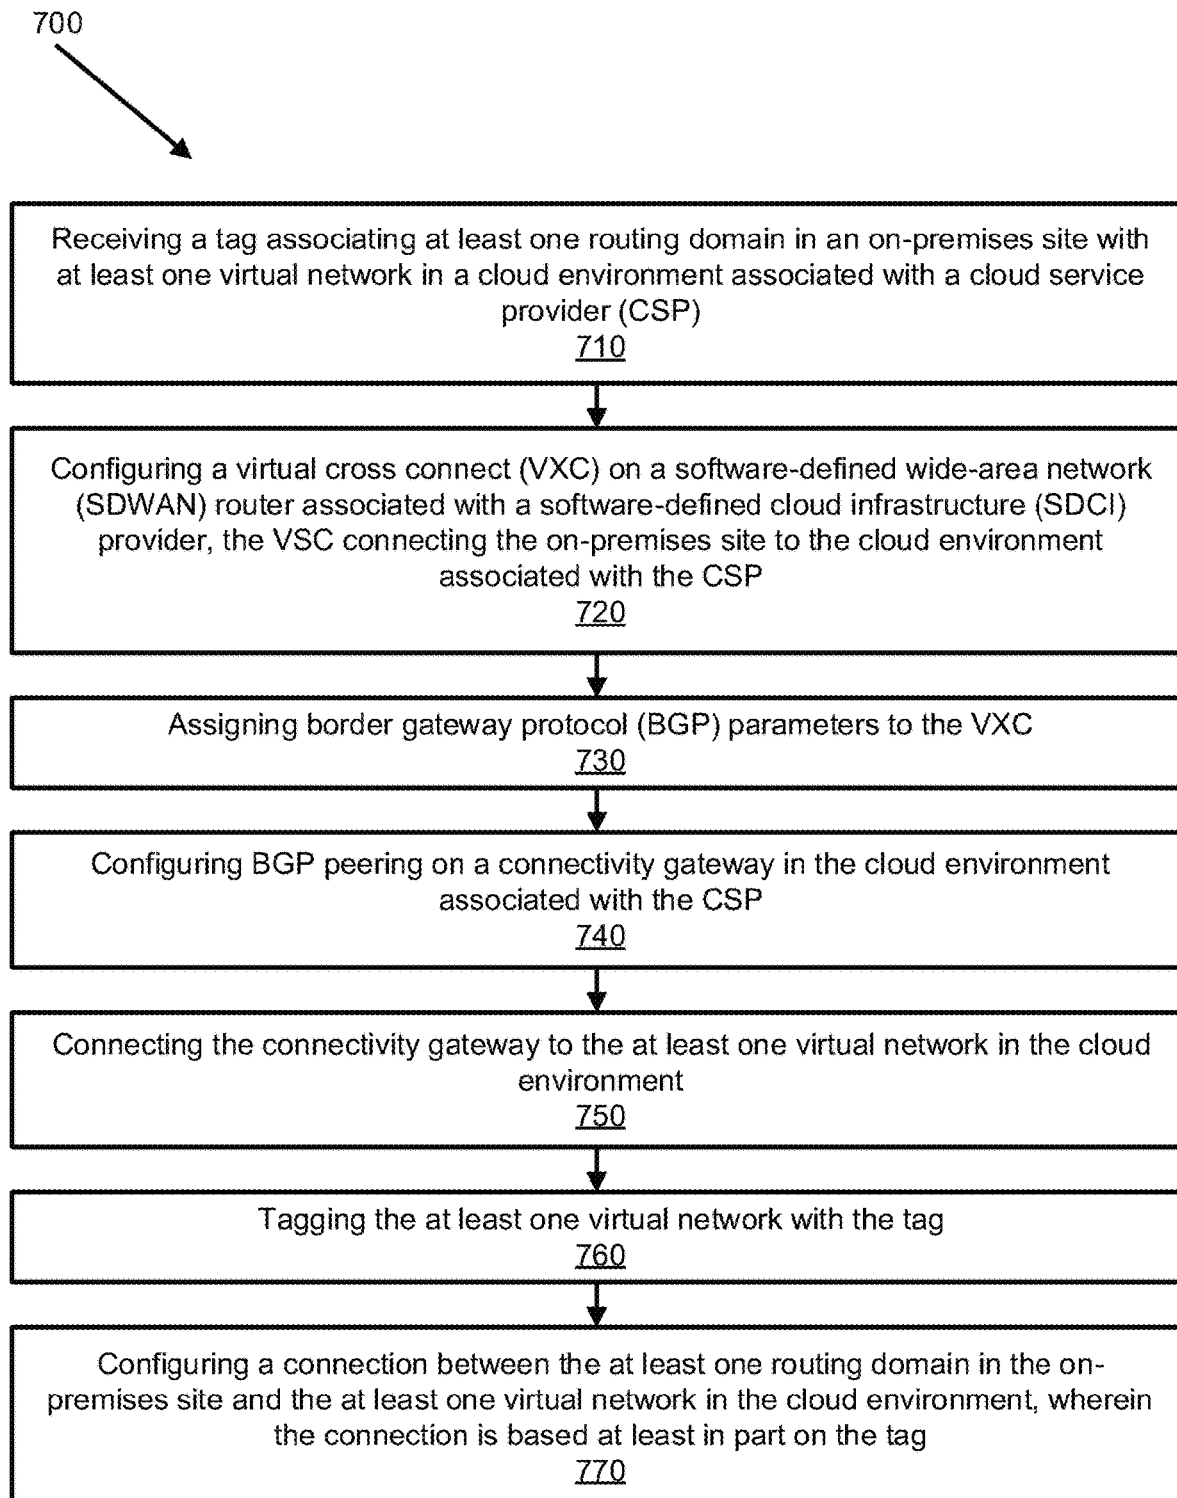 700
Receiving a tag associating at least one routing domain in an on-premises site with
at least one virtual network in a cloud environment associated with a cloud service
provider (CSP)
710
Configuring a virtual cross connect (VXC) on a software-defined wide-area network
(SDWAN) router associated with a software-defined cloud infrastructure (SDCI)
provider, the VSC connecting the on-premises site to the cloud environment
associated with the CSP
720
Assigning border gateway protocol (BGP) parameters to the VXC
730
Configuring BGP peering on a connectivity gateway in the cloud environment
associated with the CSP
740
Connecting the connectivity gateway to the at least one virtual network in the cloud
environment
750
Tagging the at least one virtual network with the tag
760
Configuring a connection between the at least one routing domain in the on-
premises site and the at least one virtual network in the cloud environment, wherein
the connection is based at least in part on the tag
770